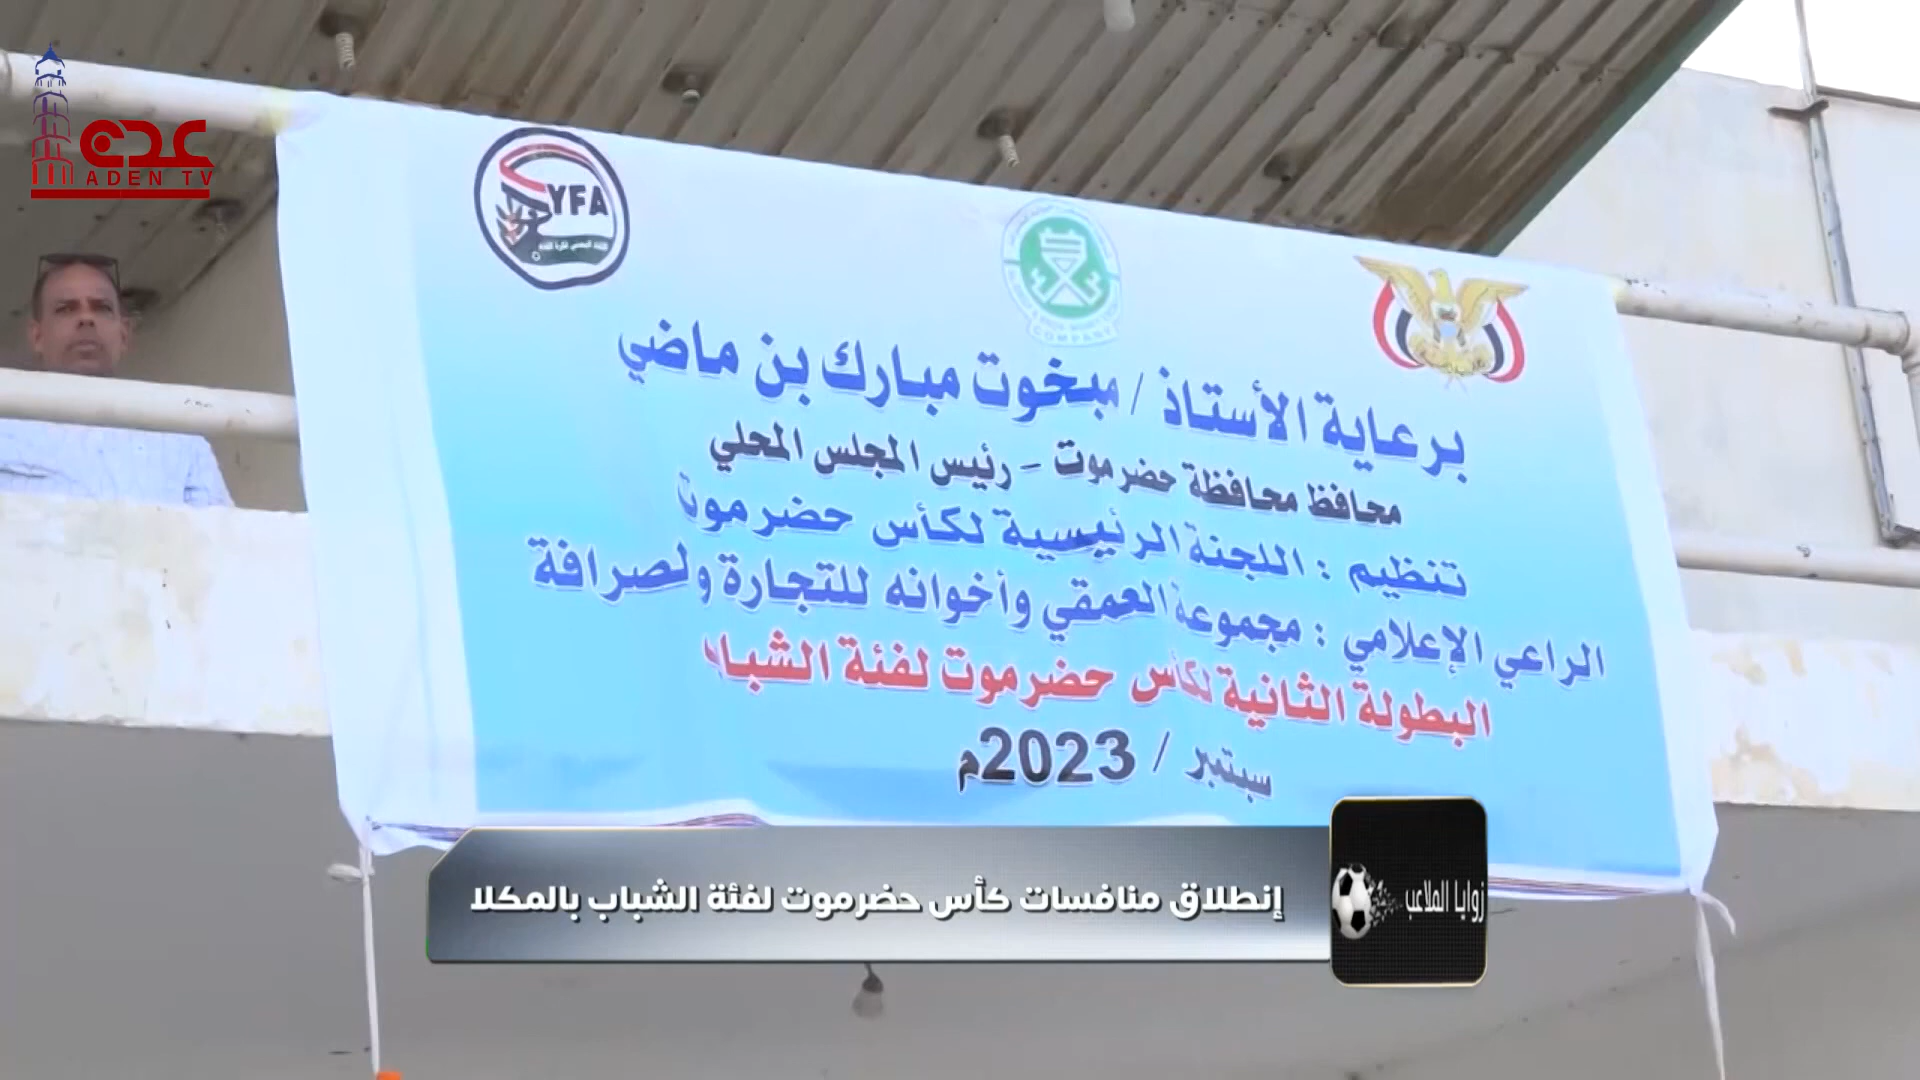 عدن
ADEN TV
YFA
COMPANY
برعاية الأستاذ / مبخوت مبارك بن ماضي
محافظ محافظة حضرموت - رئيس المجلس المحلي
تنظيم : اللجنة الرئيسية لكأس حضرموت
الراعي الإعلامي : مجموعة العمقي وأخوانه للتجارة ولصرافة
البطولة الثانية لكأس حضرموت لفئة الشباب
سبتمبر / 2023م
إنطلاق منافسات كأس حضرموت لفئة الشباب بالمكلا
زوايا الملاعب